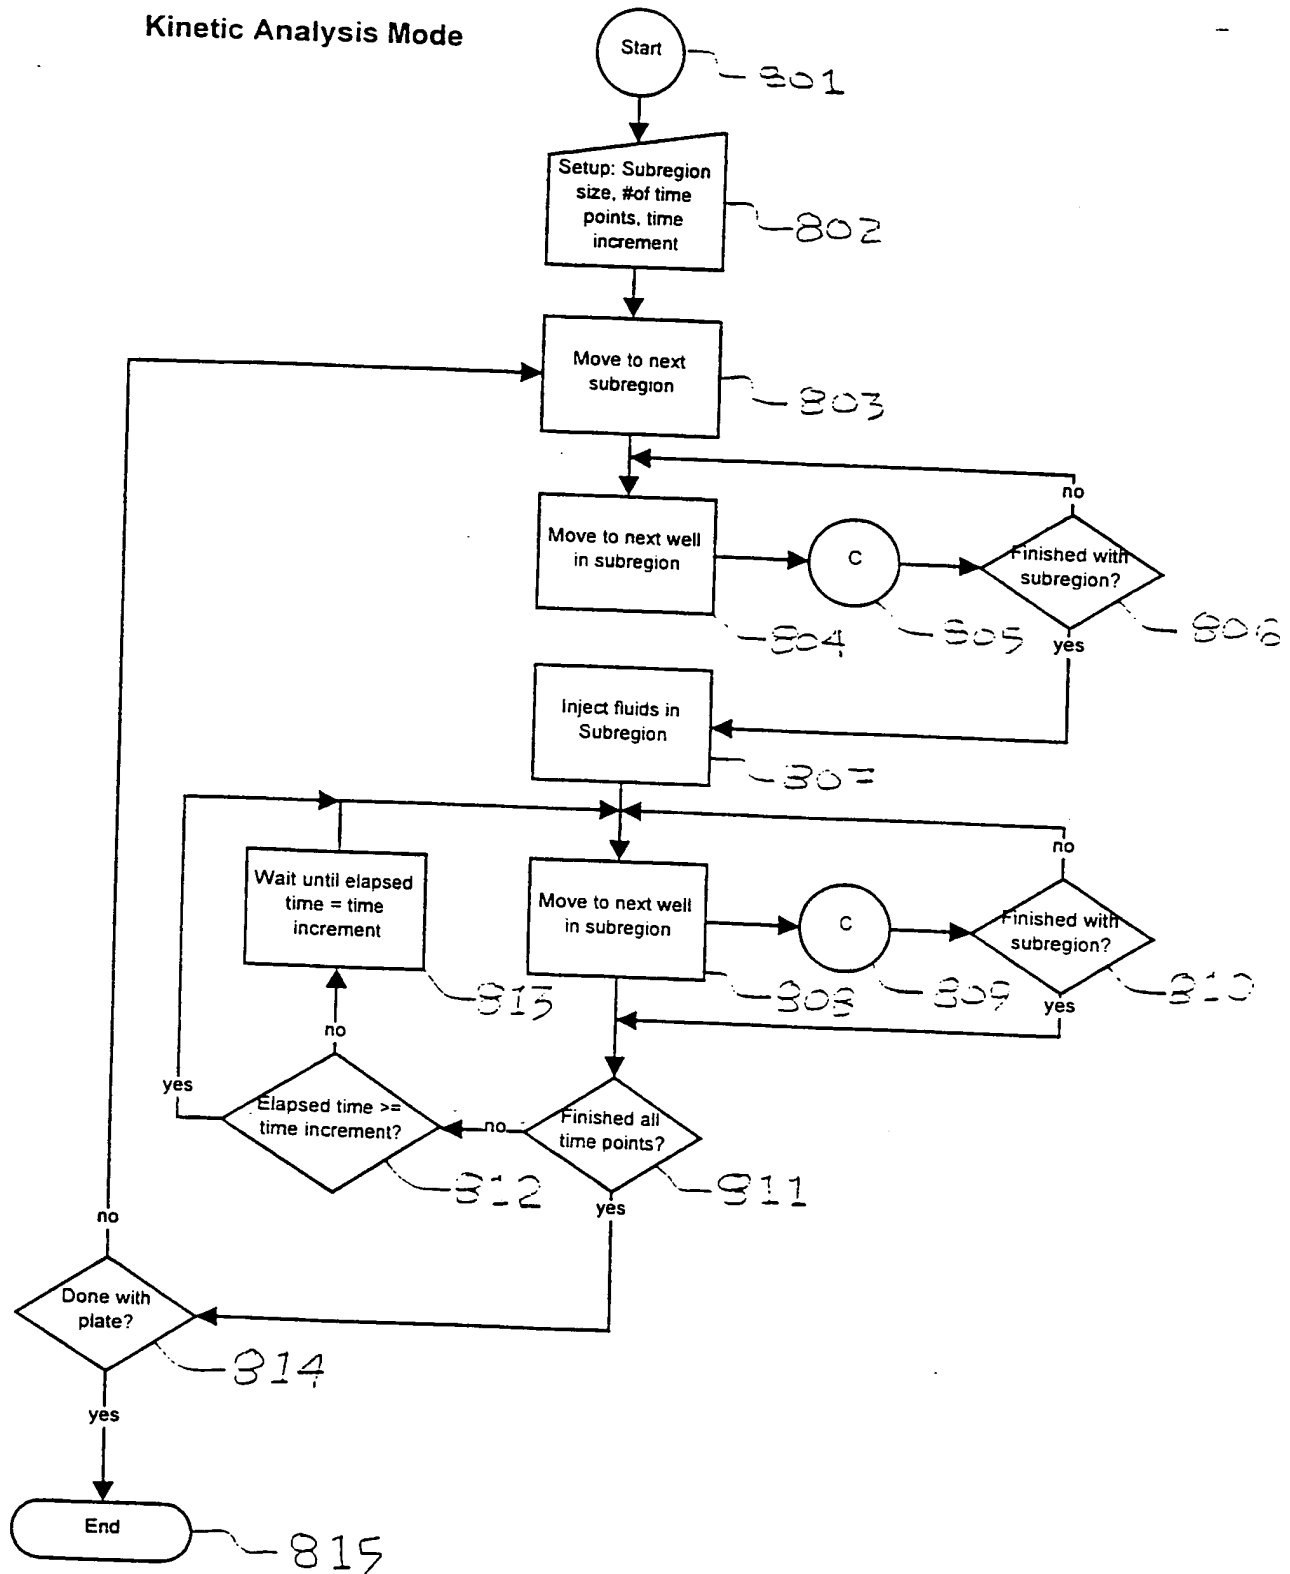 Kinetic Analysis Mode
Start
801
Setup: Subregion
size, #of time
points, time
increment
802
Move to next
subregion
803
no
Move to next well
in subregion
804
C
805
Finished with
subregion?
806
yes
Inject fluids in
Subregion
807
no
Wait until elapsed
time = time
increment
813
Move to next well
in subregion
808
C
809
Finished with
subregion?
810
yes
no
yes
Elapsed time >=
time increment?
812
no
Finished all
time points?
811
yes
no
Done with
plate?
814
yes
End
815